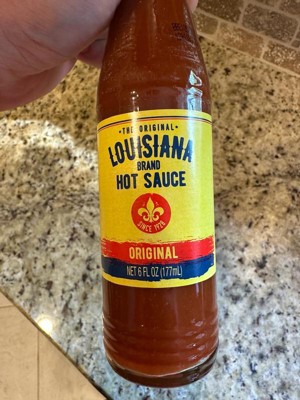 •THE ORIGINAL•
LOUISIANA
BRAND
HOT SAUCE
SINCE 1928
ORIGINAL
NET 6 FL OZ (177mL)